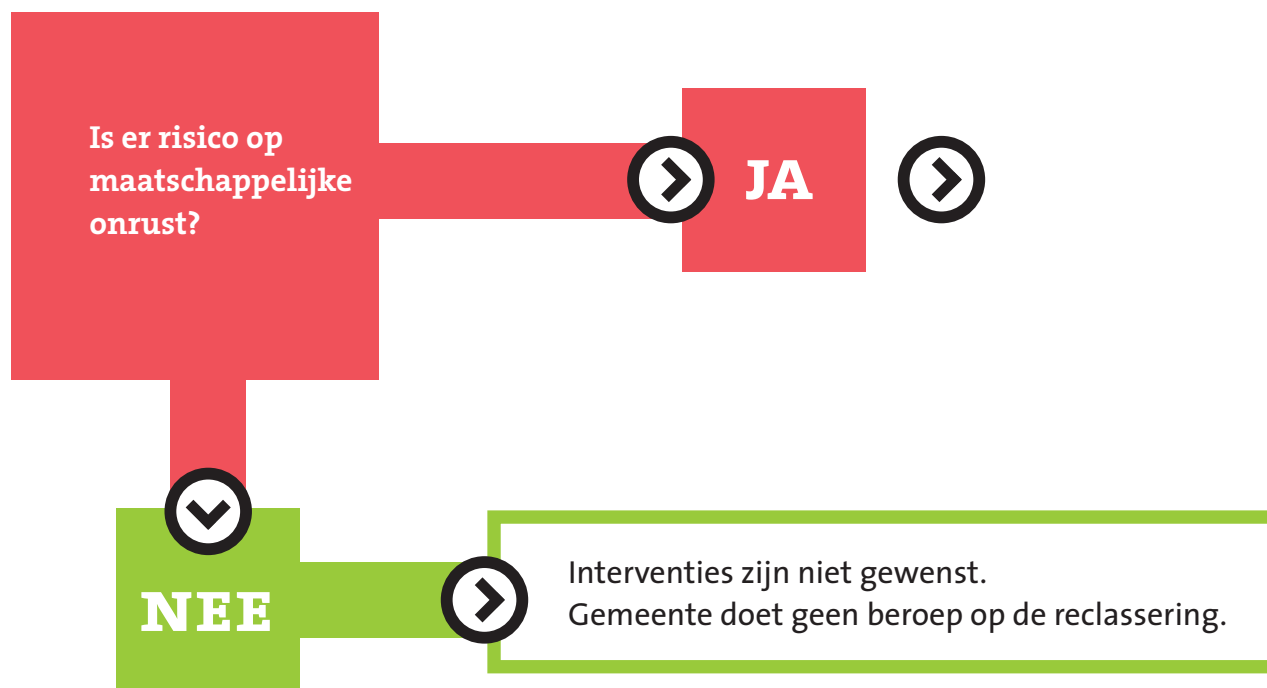 Is er risico op
maatschappelijke
onrust?
JA
NEE
Interventies zijn niet gewenst.
Gemeente doet geen beroep op de reclassering.